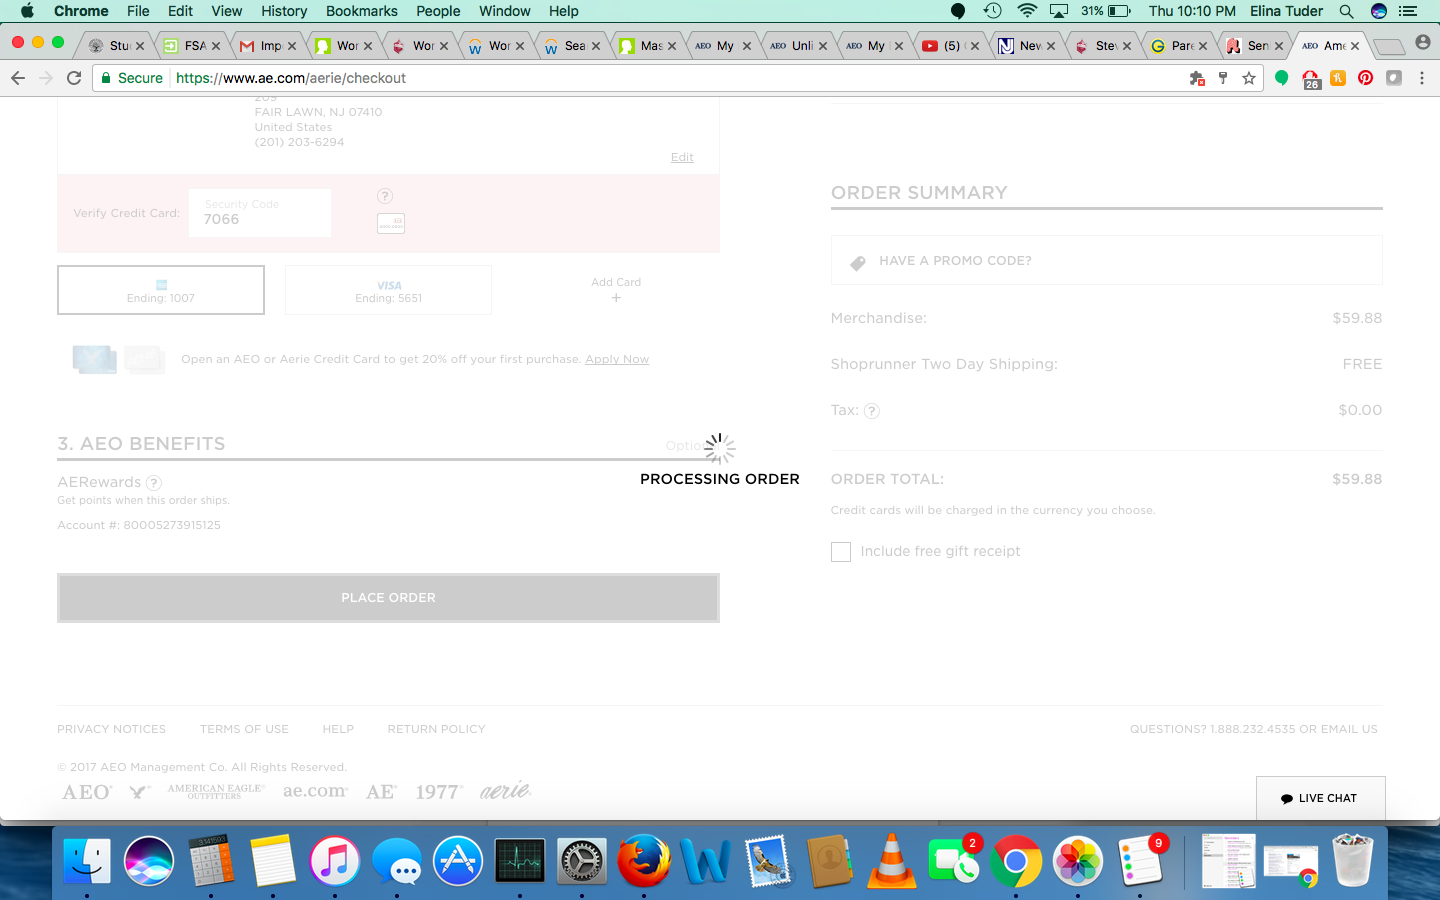 Chrome File Edit View History Bookmarks People Window Help
31% Thu 10:10 PM Elina Tuder
Stu FSA Imp Wor Wor Wor Sea Mas AEO My AEO Unli AEO My (5) Nev Stev Pare Sen AEO Ame
Secure https://www.ae.com/aerie/checkout
26
209
FAIR LAWN, NJ 07410
United States
(201) 203-6294
Edit
Verify Credit Card:
Security Code
7066
?
Ending: 1007
VISA
Ending: 5651
Add Card
+
Open an AEO or Aerie Credit Card to get 20% off your first purchase. Apply Now
3. AEO BENEFITS
AERewards ?
Get points when this order ships.
Account #: 80005273915125
PLACE ORDER
PROCESSING ORDER
ORDER SUMMARY
HAVE A PROMO CODE?
Merchandise: $59.88
Shoprunner Two Day Shipping: FREE
Tax: ? $0.00
ORDER TOTAL: $59.88
Credit cards will be charged in the currency you choose.
Include free gift receipt
PRIVACY NOTICES TERMS OF USE HELP RETURN POLICY
QUESTIONS? 1.888.232.4535 OR EMAIL US
© 2017 AEO Management Co. All Rights Reserved.
AEO AMERICAN EAGLE OUTFITTERS ae.com AE 1977 aerie
LIVE CHAT
2
9